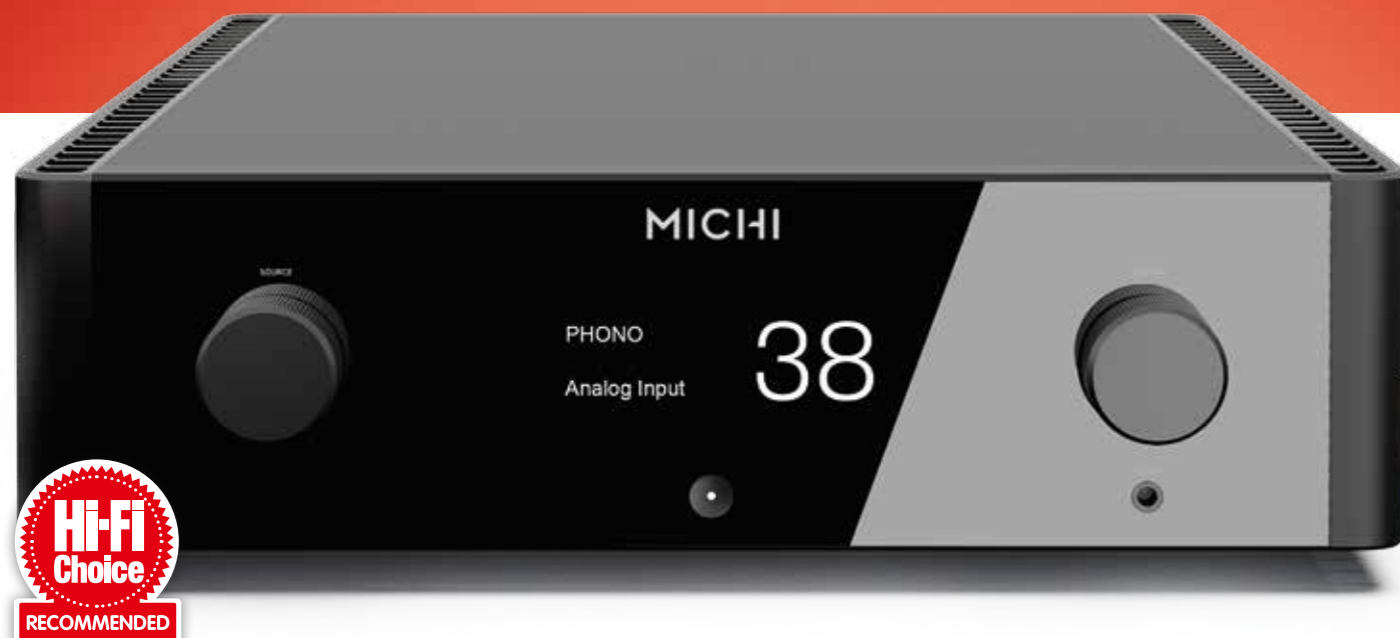 MICHI
SOURCE
PHONO
38
Analog Input
Hi-Fi
Choice
RECOMMENDED